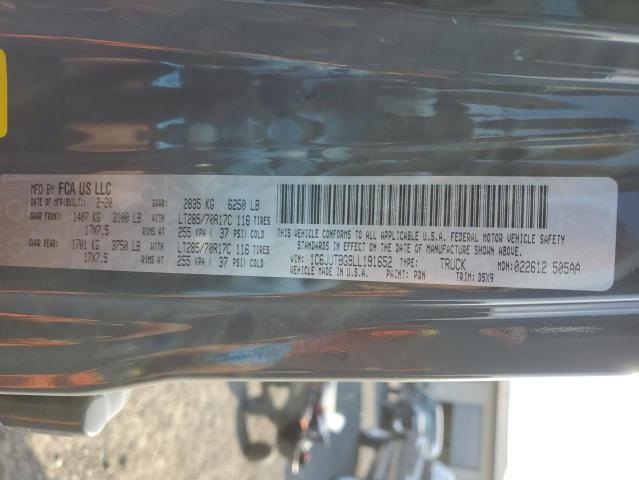 MFD BY FCA US LLC
DATE OF MFR(BUILT): 2-20 GVWR: 2835 KG 6250 LB
GAWR FRONT: 1407 KG 3100 LB WITH LT285/70R17C 116 TIRES
17X7.5 255 KPA ( 37 PSI) COLD
GAWR REAR: 1701 KG 3750 LB WITH LT285/70R17C 116 TIRES
17X7.5 255 KPA ( 37 PSI) COLD
THIS VEHICLE CONFORMS TO ALL APPLICABLE U.S.A. FEDERAL MOTOR VEHICLE SAFETY
STANDARDS IN EFFECT ON THE DATE OF MANUFACTURE SHOWN ABOVE.
VEHICLE MADE IN U.S.A.
VIN: 1C6JJTBG9LL191652 TYPE: TRUCK MDH: 022612 505AA
PAINT: PDN TRIM: D5X9